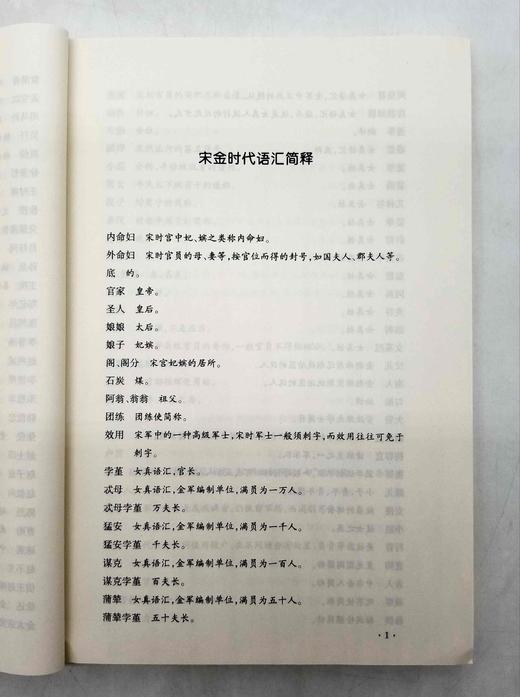 宋金时代语汇简释
内命妇 宋时宫中妃、嫔之类称内命妇。
外命妇 宋时官员的母、妻等，按官位而得的封号，如国夫人、郡夫人等。
底 的。
官家 皇帝。
圣人 皇后。
娘娘 太后。
娘子 妃嫔。
阁、阁分 宋宫妃嫔的居所。
石炭 煤。
阿翁、翁翁 祖父。
团练 团练使简称。
效用 宋军中的一种高级军士，宋时军士一般须刺字，而效用往往可免于
刺字。
孛堇 女真语汇，官长。
忒母 女真语汇，金军编制单位，满员为一万人。
忒母孛堇 万夫长。
猛安 女真语汇，金军编制单位，满员为一千人。
猛安孛堇 千夫长。
谋克 女真语汇，金军编制单位，满员为一百人。
谋克孛堇 百夫长。
蒲辇 女真语汇，金军编制单位，满员为五十人。
蒲辇孛堇 五十夫长。
·1·